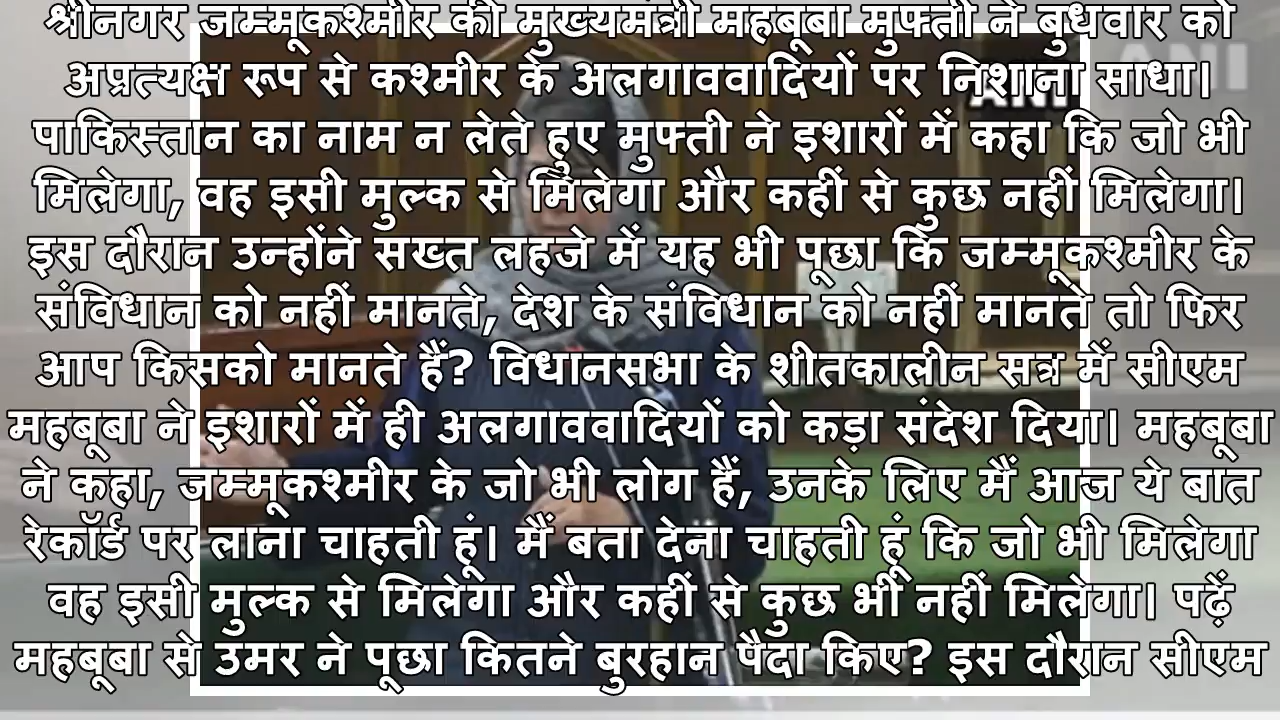 श्रीनगर जम्मूकश्मीर की मुख्यमंत्री महबूबा मुफ्ती ने बुधवार को
अप्रत्यक्ष रूप से कश्मीर के अलगाववादियों पर निशाना साधा।
पाकिस्तान का नाम न लेते हुए मुफ्ती ने इशारों में कहा कि जो भी
मिलेगा, वह इसी मुल्क से मिलेगा और कहीं से कुछ नहीं मिलेगा।
इस दौरान उन्होंने सख्त लहजे में यह भी पूछा कि जम्मूकश्मीर के
संविधान को नहीं मानते, देश के संविधान को नहीं मानते तो फिर
आप किसको मानते हैं? विधानसभा के शीतकालीन सत्र में सीएम
महबूबा ने इशारों में ही अलगाववादियों को कड़ा संदेश दिया। महबूबा
ने कहा, जम्मूकश्मीर के जो भी लोग हैं, उनके लिए मैं आज ये बात
रेकॉर्ड पर लाना चाहती हूं। मैं बता देना चाहती हूं कि जो भी मिलेगा
वह इसी मुल्क से मिलेगा और कहीं से कुछ भी नहीं मिलेगा। पढ़ें
महबूबा से उमर ने पूछा कितने बुरहान पैदा किए? इस दौरान सीएम
ANI
ANI